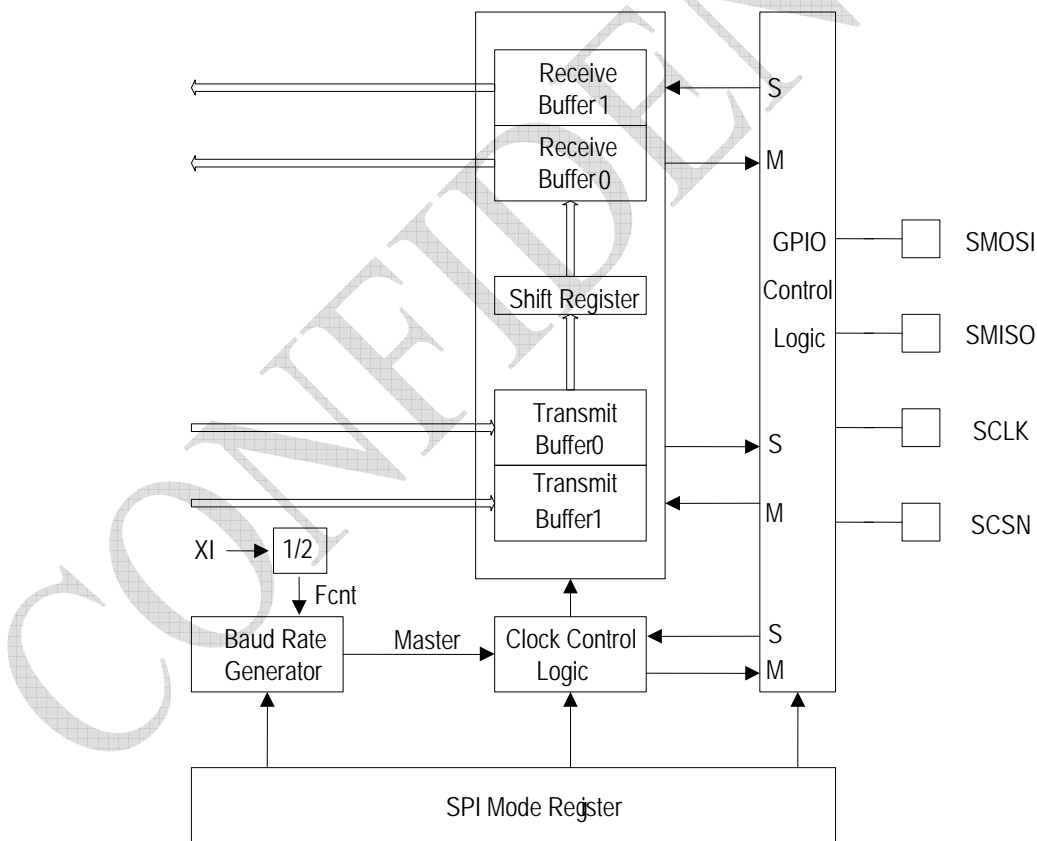 Receive
Buffer1
Receive
Buffer0
Shift Register
Transmit
Buffer0
Transmit
Buffer1
S
M
GPIO
Control
Logic
S
M
S
M
SMOSI
SMISO
SCLK
SCSN
XI
1/2
Fcnt
Baud Rate
Generator
Master
Clock Control
Logic
SPI Mode Register
CONFIDEN